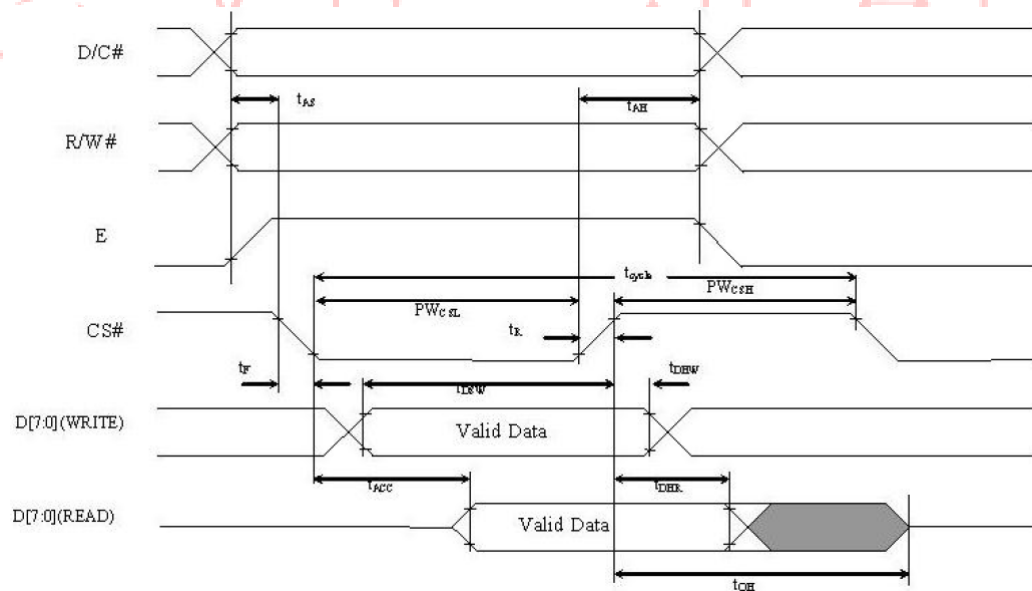 D/C#
tAS
tAH
R/W#
E
tcycle
PWCSL
PWCSH
CS#
tR
tF
tDSW
tDHW
D[7:0](WRITE)
Valid Data
tACC
tDHR
D[7:0](READ)
Valid Data
tOH